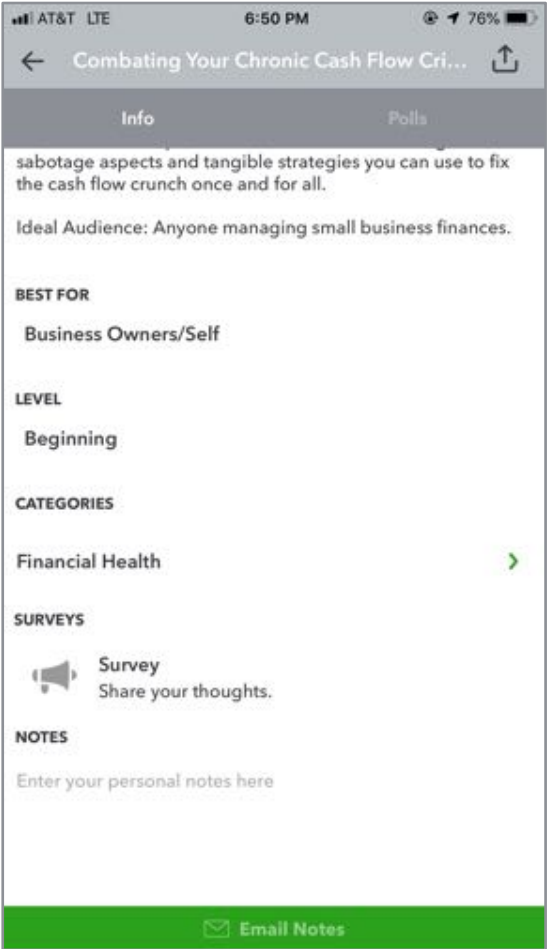 AT&T LTE 6:50 PM 76%
Combating Your Chronic Cash Flow Cri...
Info Polls
sabotage aspects and tangible strategies you can use to fix
the cash flow crunch once and for all.
Ideal Audience: Anyone managing small business finances.
BEST FOR
Business Owners/Self
LEVEL
Beginning
CATEGORIES
Financial Health
SURVEYS
Survey
Share your thoughts.
NOTES
Enter your personal notes here
Email Notes